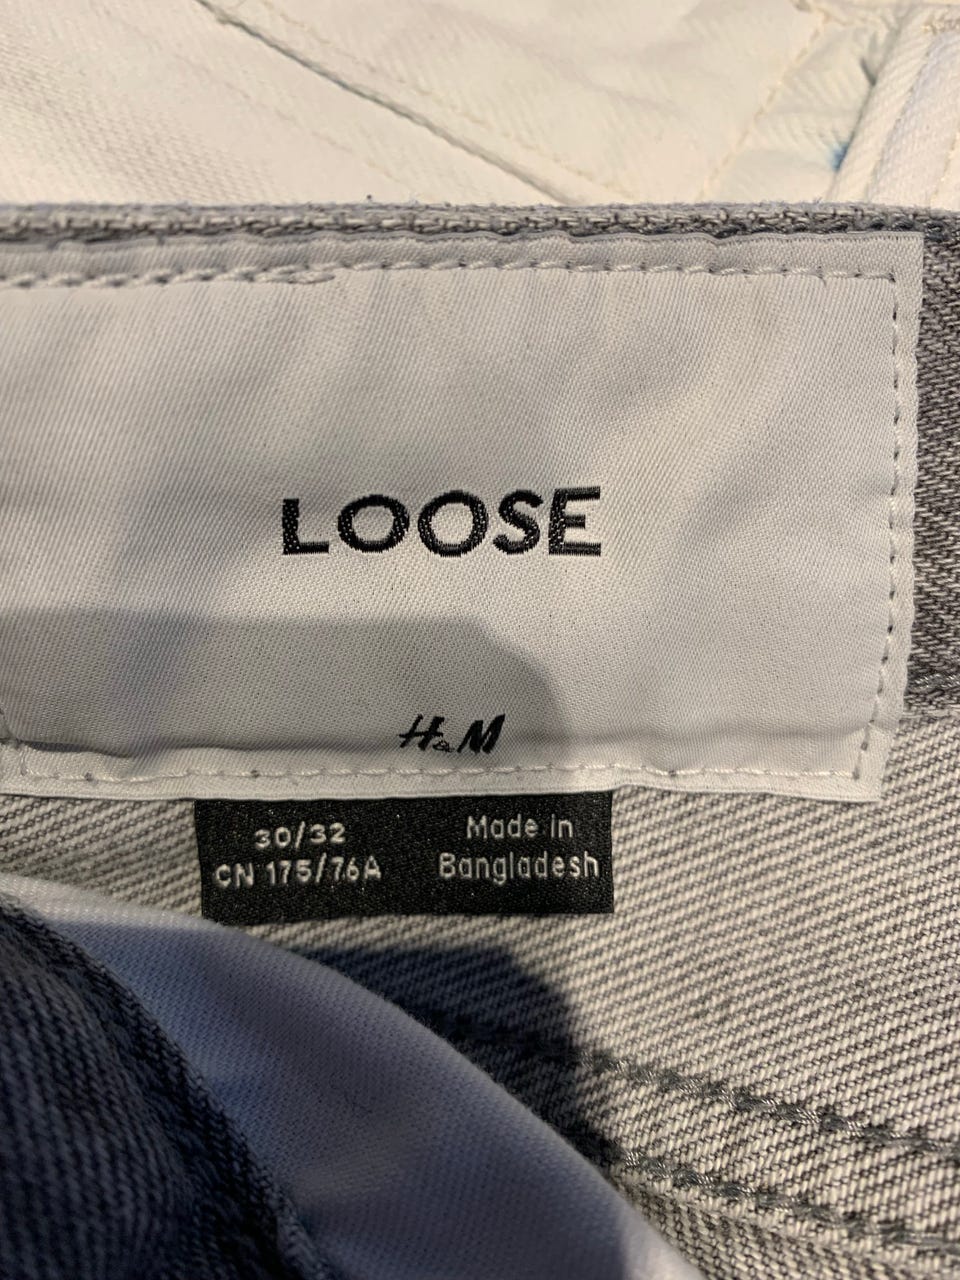 LOOSE
H&M
30/32
CN 175/76A
Made in
Bangladesh